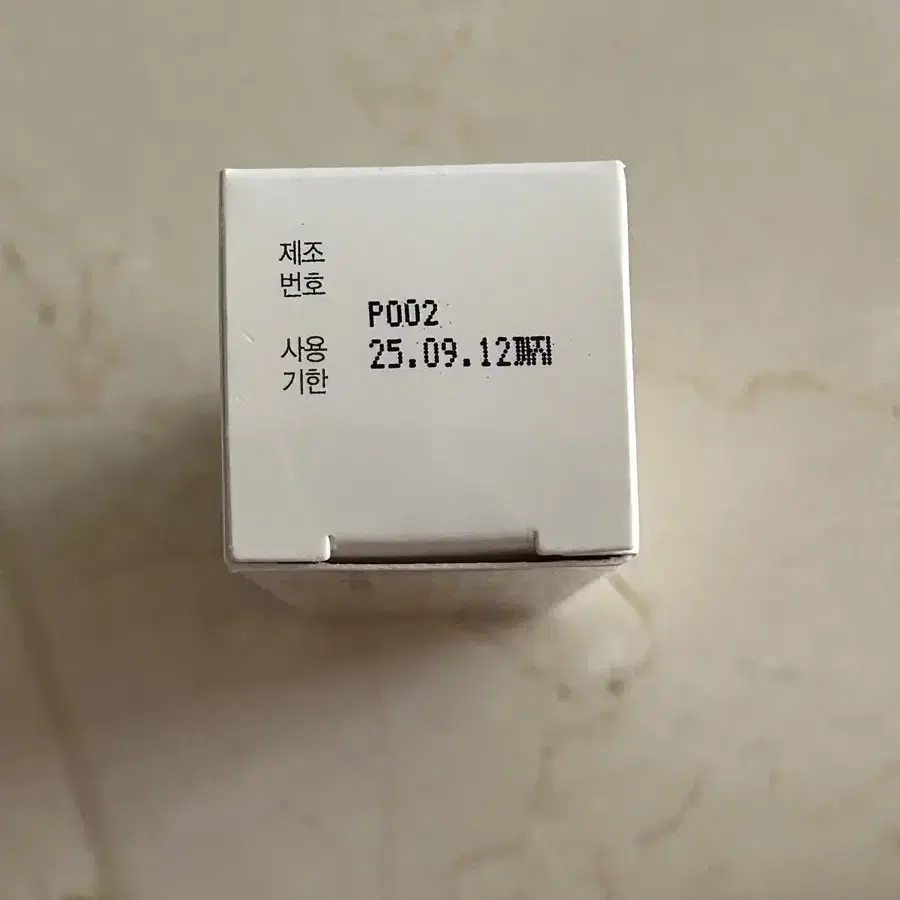 제조
번호
P002
사용
기한
25.09.12까지